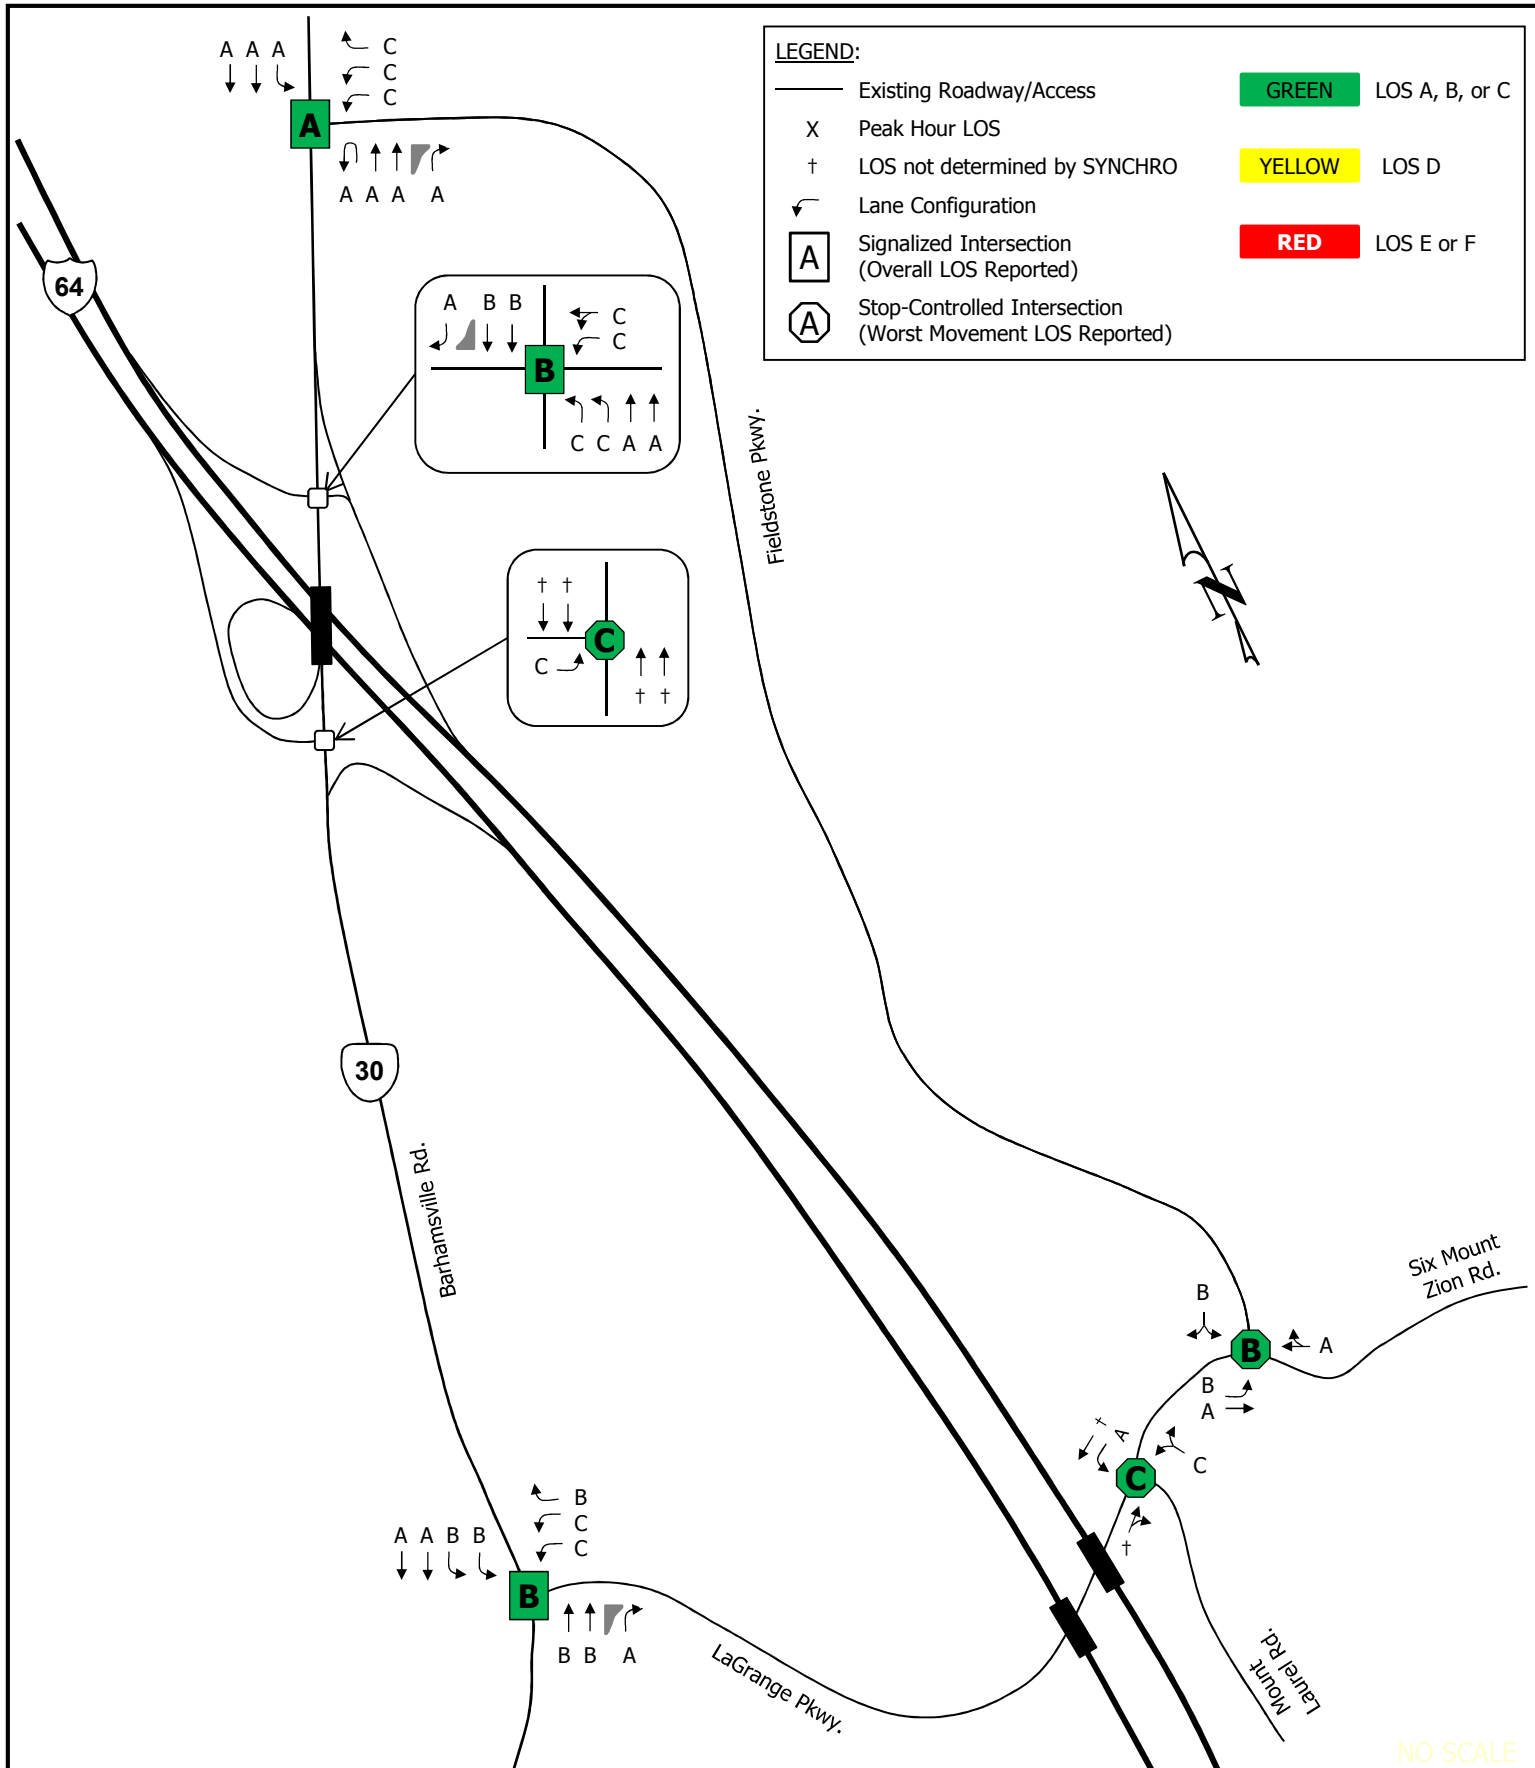 A A A
C
C
C
A
A A A A
LEGEND:
Existing Roadway/Access
X Peak Hour LOS
† LOS not determined by SYNCHRO
Lane Configuration
A Signalized Intersection
(Overall LOS Reported)
A Stop-Controlled Intersection
(Worst Movement LOS Reported)
GREEN LOS A, B, or C
YELLOW LOS D
RED LOS E or F
64
A B B
C
C
B
C C A A
Fieldstone Pkwy.
N
† †
C
C
† †
30
Barhamsville Rd.
Six Mount
Zion Rd.
B
B
A
B
A
† A
C
C
†
B
C
C
A A B B
B
B B A
LaGrange Pkwy.
Mount
Laurel Rd.
NO SCALE